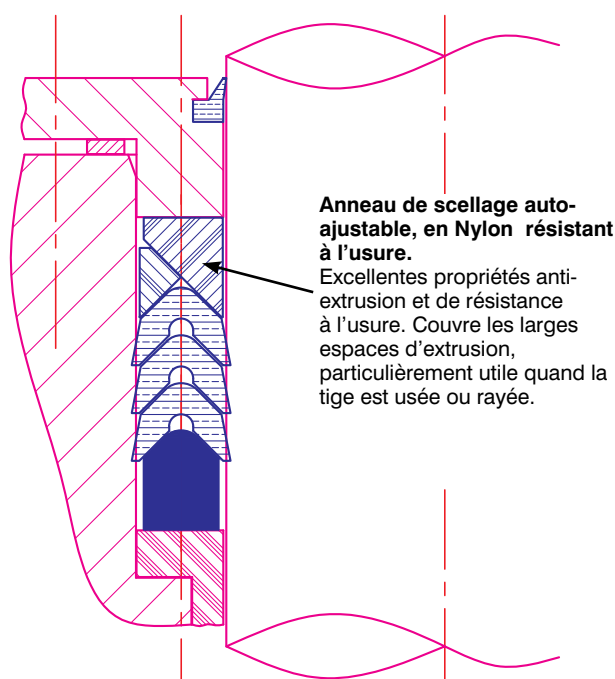 Anneau de scellage auto-
ajustable, en Nylon résistant
à l'usure.
Excellentes propriétés anti-
extrusion et de résistance
à l'usure. Couvre les larges
espaces d'extrusion,
particulièrement utile quand la
tige est usée ou rayée.